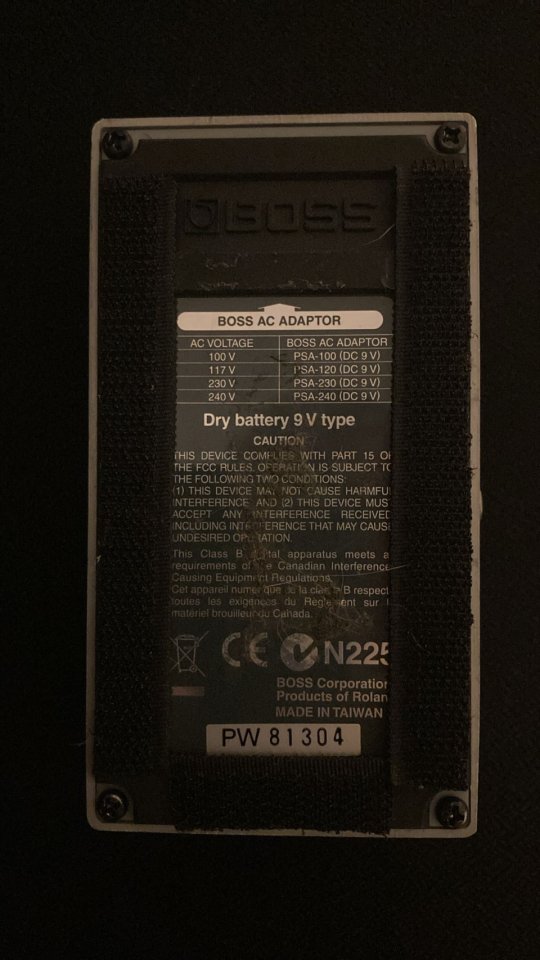 BOSS
BOSS AC ADAPTOR
AC VOLTAGE BOSS AC ADAPTOR
100 V PSA-100 (DC 9 V)
117 V PSA-120 (DC 9 V)
230 V PSA-230 (DC 9 V)
240 V PSA-240 (DC 9 V)
Dry battery 9 V type
CAUTION
THIS DEVICE COMPLIES WITH PART 15 OF
THE FCC RULES. OPERATION IS SUBJECT TO
THE FOLLOWING TWO CONDITIONS:
(1) THIS DEVICE MAY NOT CAUSE HARMFU
INTERFERENCE AND (2) THIS DEVICE MUST
ACCEPT ANY INTERFERENCE RECEIVED
INCLUDING INTERFERENCE THAT MAY CAUSE
UNDESIRED OPERATION.
This Class B digital apparatus meets a
requirements of the Canadian Interference
Causing Equipment Regulations.
Cet appareil numérique de la classe B respect
toutes les exigences du Règlement sur l
matériel brouilleur du Canada.
CE N225
BOSS Corporation
Products of Rolan
MADE IN TAIWAN
PW 81304